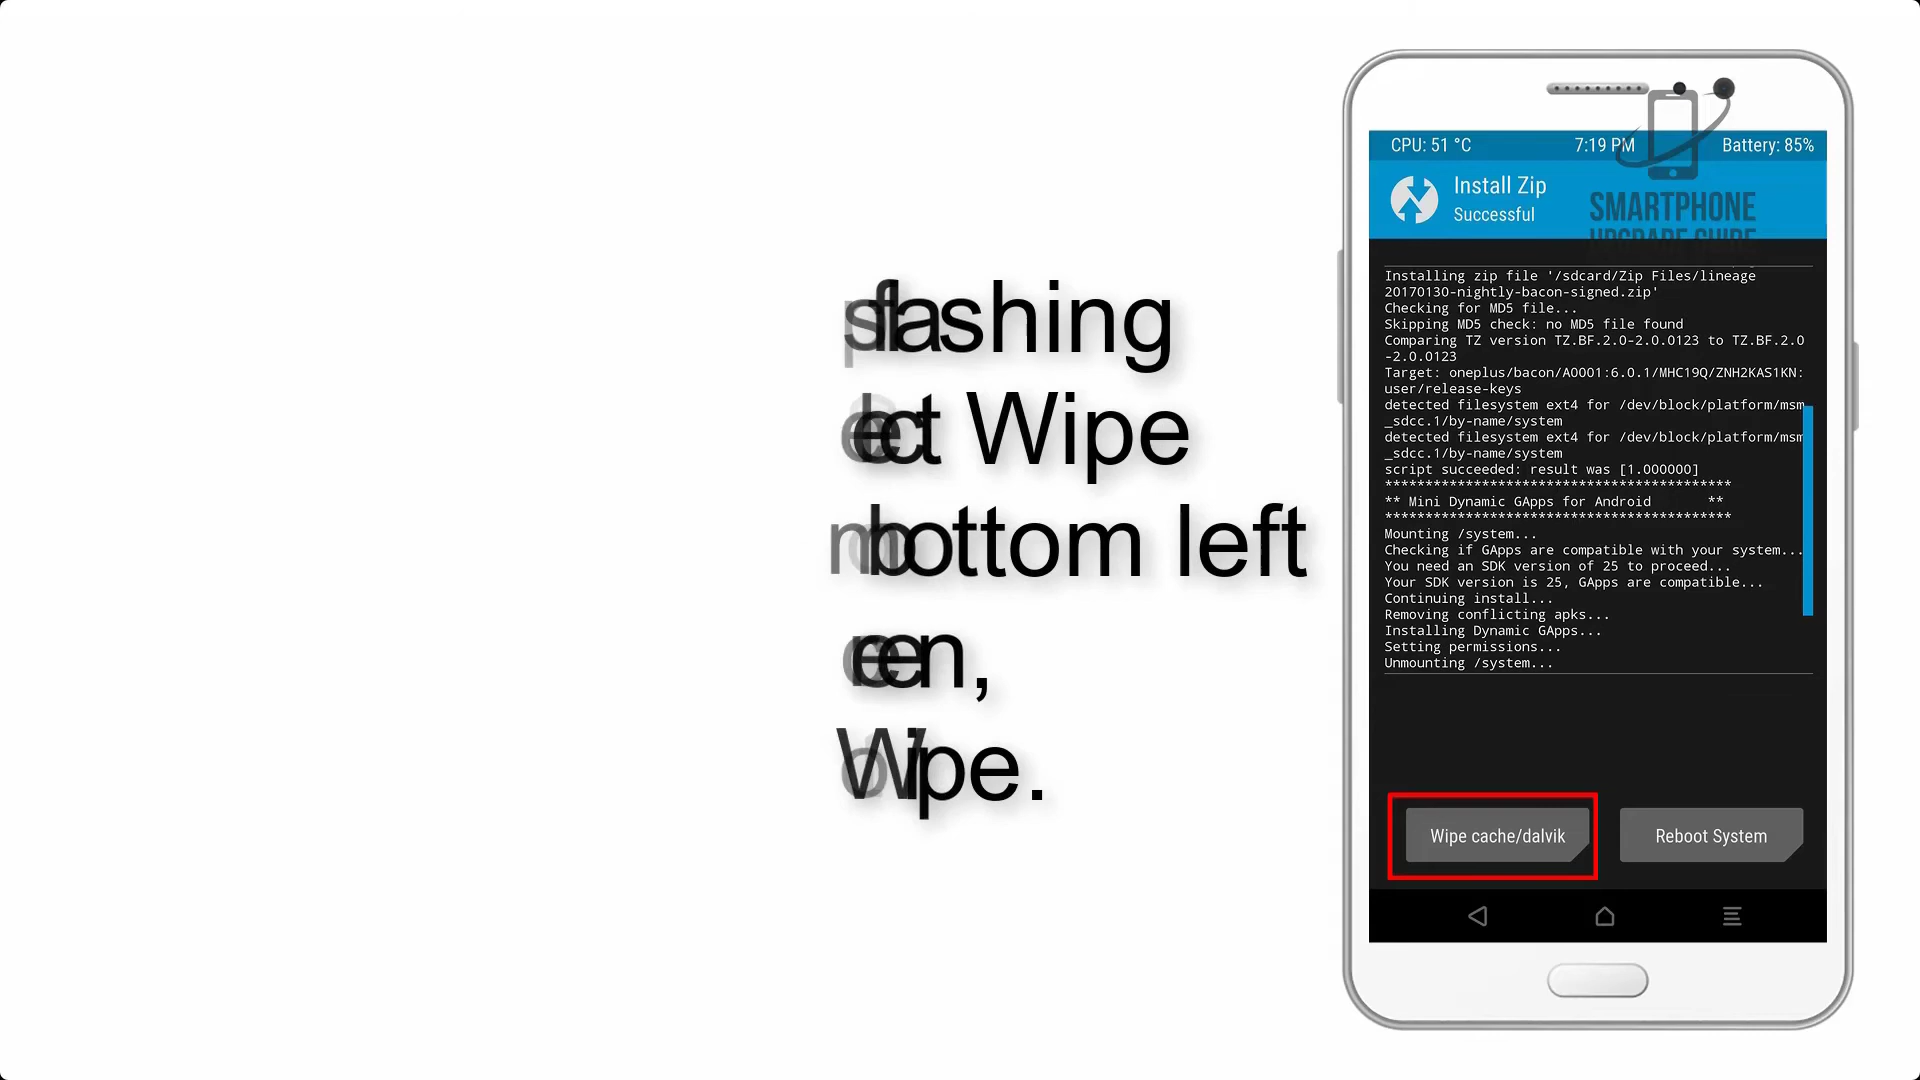 flashing
ct Wipe
bottom left
en,
Wipe.
CPU: 51 °C 7:19 PM Battery: 85%
Install Zip
Successful
SMARTPHONE
UPGRADE GUIDE
Installing zip file '/sdcard/Zip Files/lineage
20170130-nightly-bacon-signed.zip'
Checking for MD5 file...
Skipping MD5 check: no MD5 file found
Comparing TZ version TZ.BF.2.0-2.0.0123 to TZ.BF.2.0
-2.0.0123
Target: oneplus/bacon/A0001:6.0.1/MHC19Q/ZNH2KAS1KN:
user/release-keys
detected filesystem ext4 for /dev/block/platform/msm
_sdcc.1/by-name/system
detected filesystem ext4 for /dev/block/platform/msm
_sdcc.1/by-name/system
script succeeded: result was [1.000000]
*******************************************
** Mini Dynamic GApps for Android **
*******************************************
Mounting /system...
Checking if GApps are compatible with your system...
You need an SDK version of 25 to proceed...
Your SDK version is 25, GApps are compatible...
Continuing install...
Removing conflicting apks...
Installing Dynamic GApps...
Setting permissions...
Unmounting /system...
Wipe cache/dalvik
Reboot System